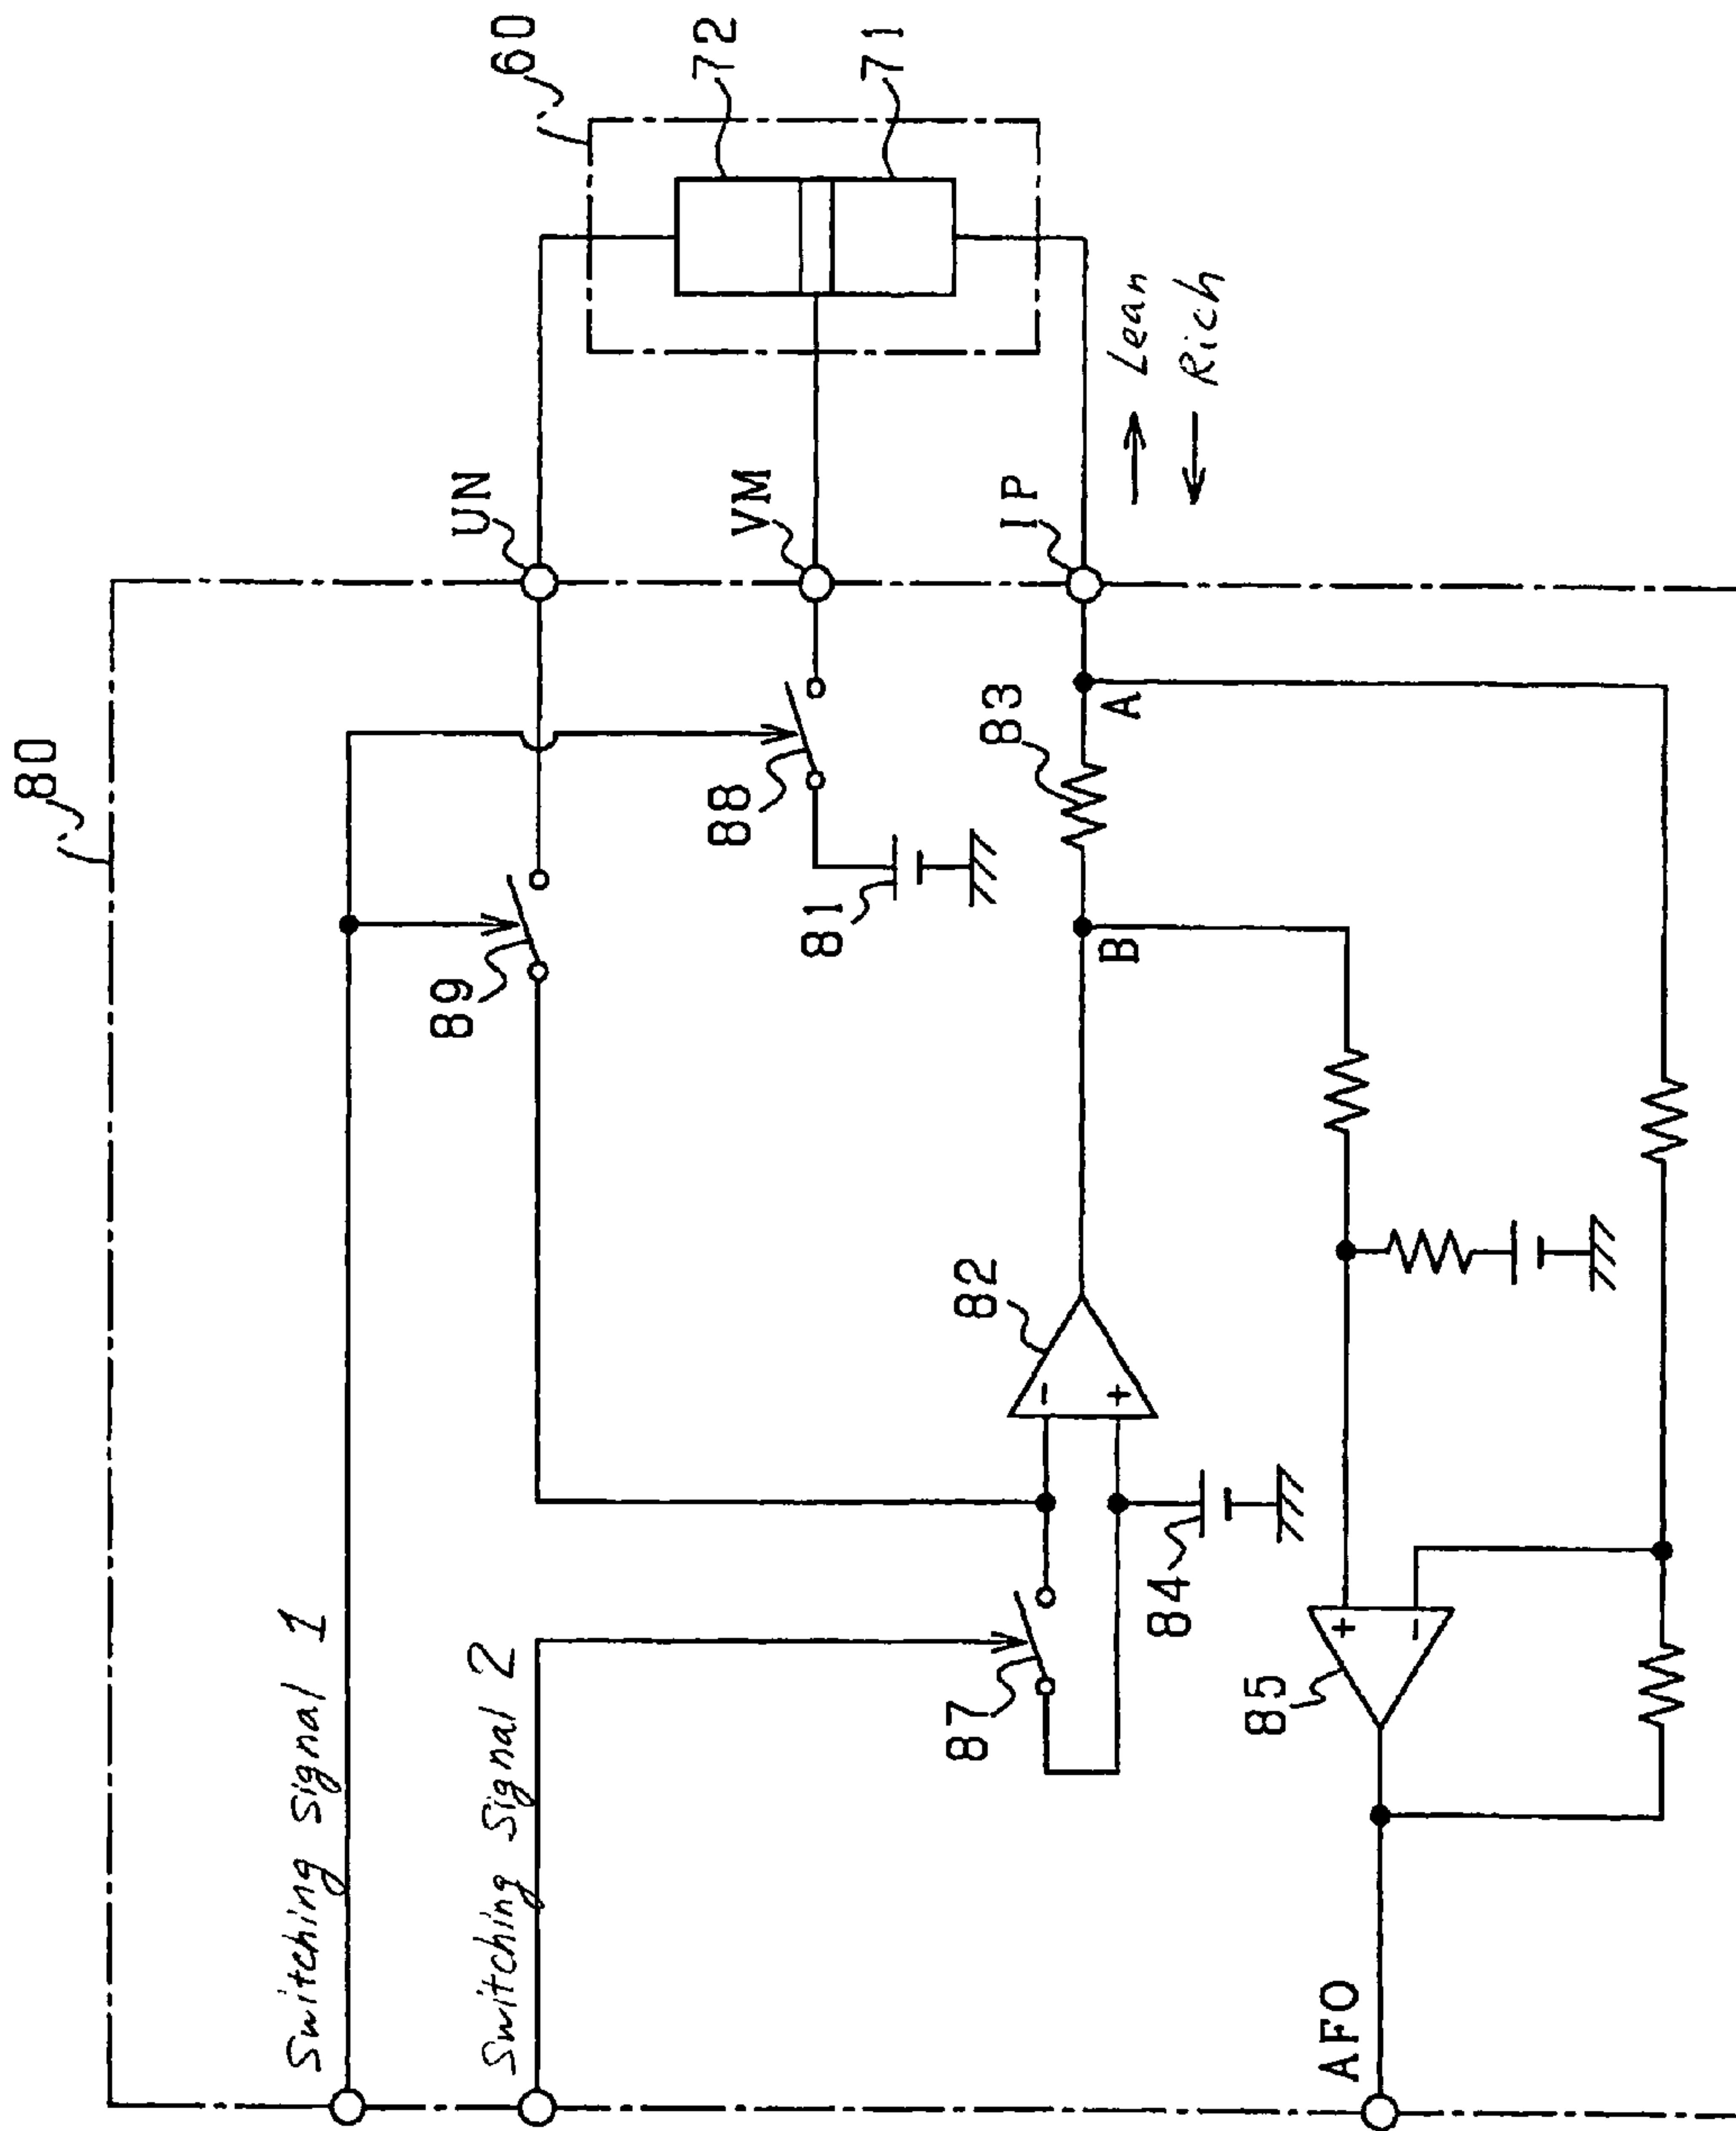 80
60
72
71
UN
VM
IP
Lean
Rich
Switching Signal 1
Switching Signal 2
89
88
81
83
A
B
82
-
+
87
84
85
+
-
AFO